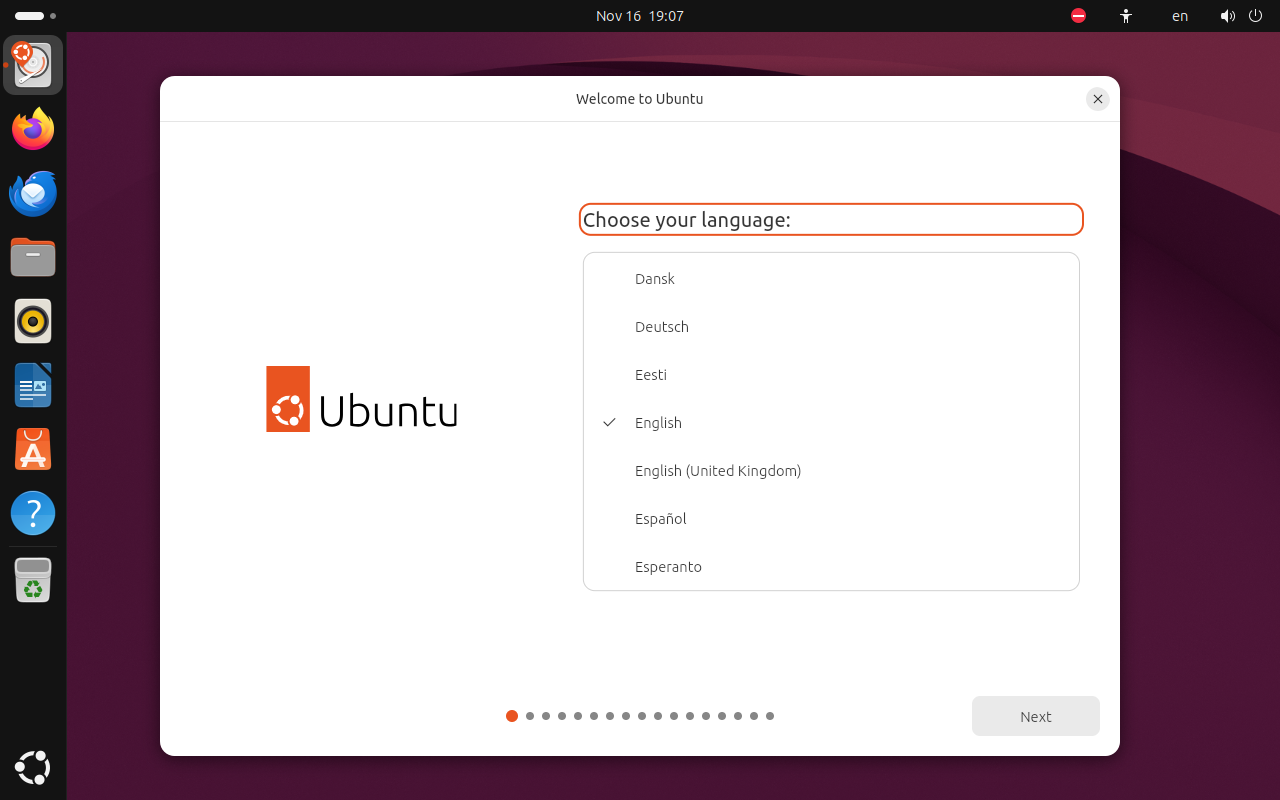 Nov 16 19:07
en
Welcome to Ubuntu
Choose your language:
Dansk
Deutsch
Eesti
English
English (United Kingdom)
Español
Esperanto
Ubuntu
Next